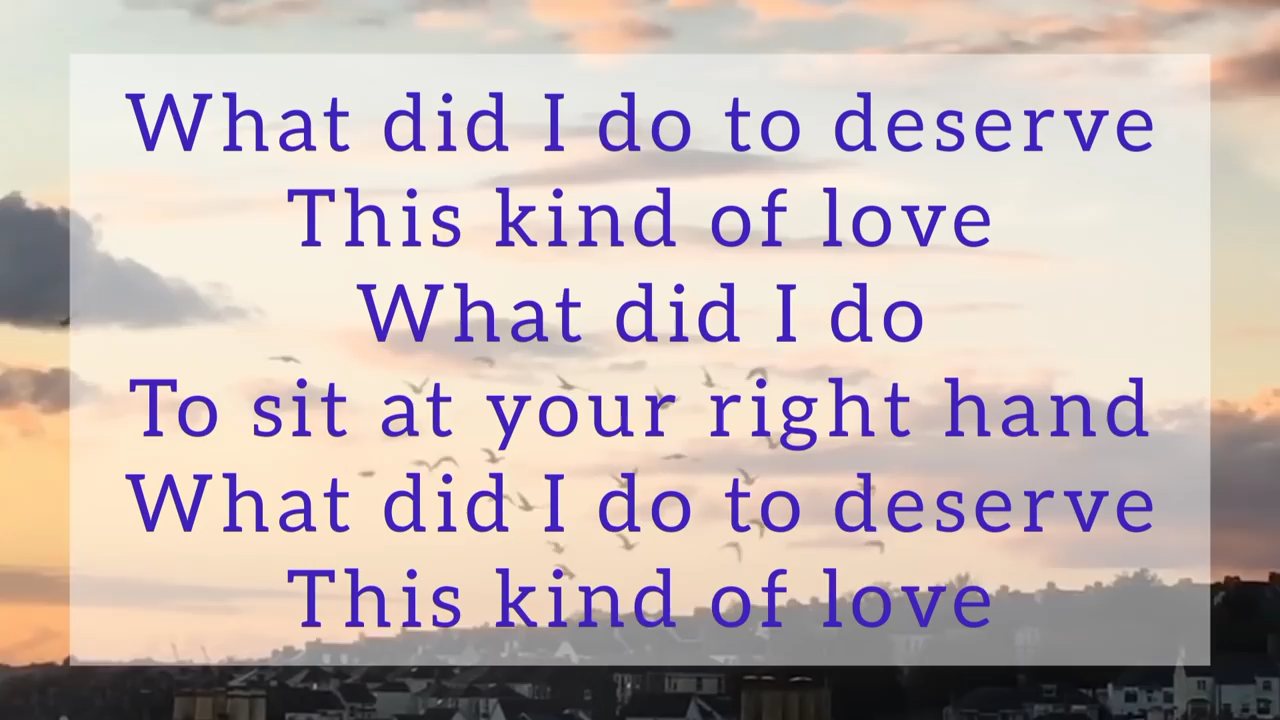 What did I do to deserve
This kind of love
What did I do
To sit at your right hand
What did I do to deserve
This kind of love